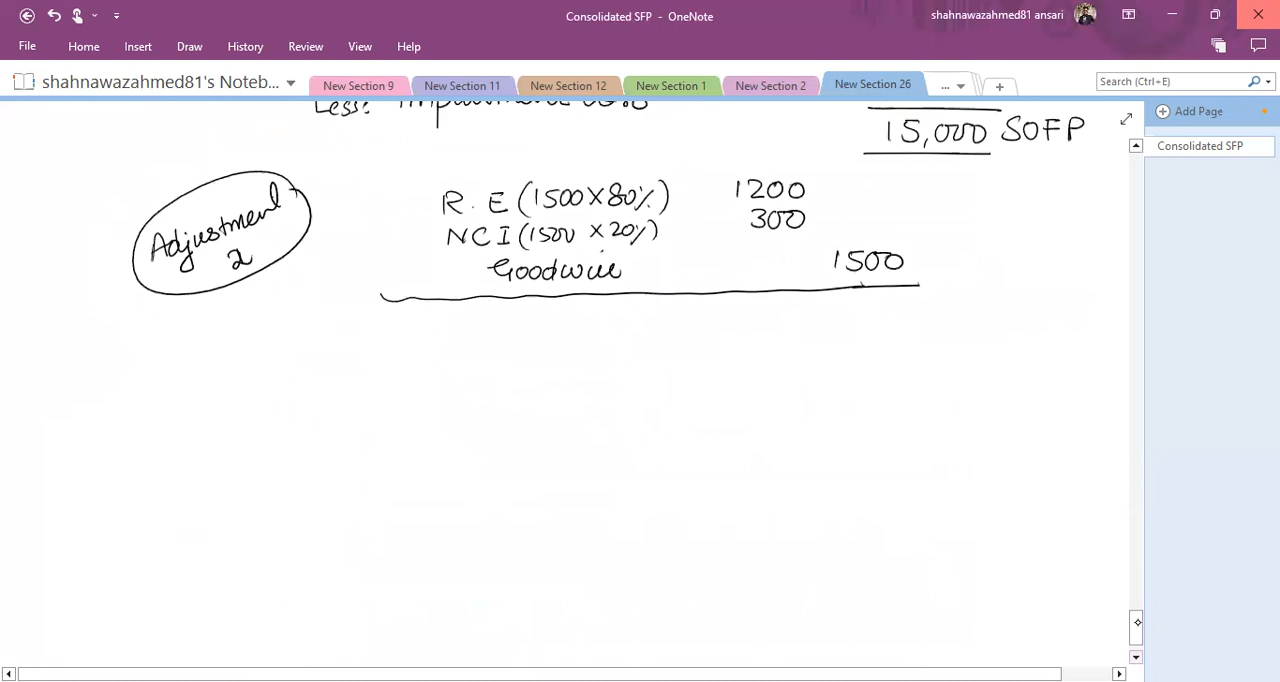 Consolidated SFP - OneNote
shahnawazahmed81 ansari
File Home Insert Draw History Review View Help
shahnawazahmed81's Noteb... New Section 9 New Section 11 New Section 12 New Section 1 New Section 2 New Section 26 ... Search (Ctrl+E)
Add Page
Consolidated SFP
Less:
15,000 SOFP
Adjustment
2
R.E (1500 X 80%) 1200
NCI (1500 X 20%) 300
Goodwill 1500